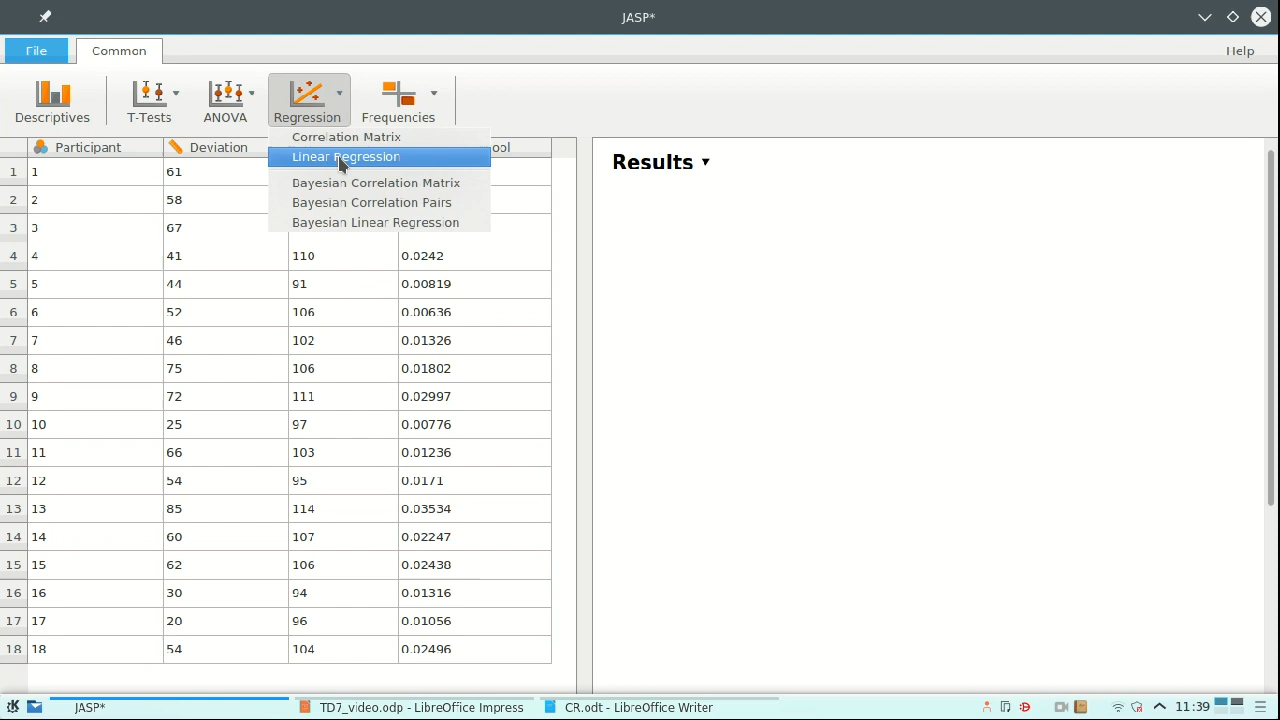 JASP*
File Common Help
Descriptives T-Tests ANOVA Regression Frequencies
Correlation Matrix
Linear Regression
Bayesian Correlation Matrix
Bayesian Correlation Pairs
Bayesian Linear Regression
Participant Deviation ool
1 1 61
2 2 58
3 3 67
4 4 41 110 0.0242
5 5 44 91 0.00819
6 6 52 106 0.00636
7 7 46 102 0.01326
8 8 75 106 0.01802
9 9 72 111 0.02997
10 10 25 97 0.00776
11 11 66 103 0.01236
12 12 54 95 0.0171
13 13 85 114 0.03534
14 14 60 107 0.02247
15 15 62 106 0.02438
16 16 30 94 0.01316
17 17 20 96 0.01056
18 18 54 104 0.02496
Results
JASP* TD7_video.odp - LibreOffice Impress CR.odt - LibreOffice Writer 11:39